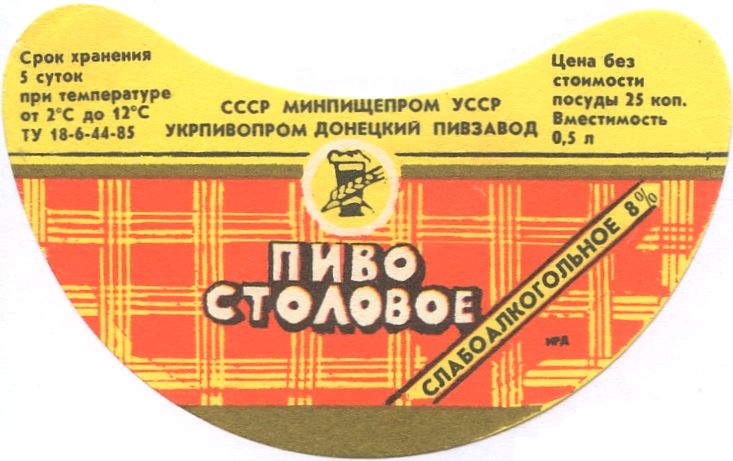 Срок хранения
5 суток
при температуре
от 2°С до 12°С
ТУ 18-6-44-85
СССР МИНПИЩЕПРОМ УССР
УКРПИВОПРОМ ДОНЕЦКИЙ ПИВЗАВОД
Цена без
стоимости
посуды 25 коп.
Вместимость
0,5 л
ПИВО
СТОЛОВОЕ
СЛАБОАЛКОГОЛЬНОЕ 8%
ИРД